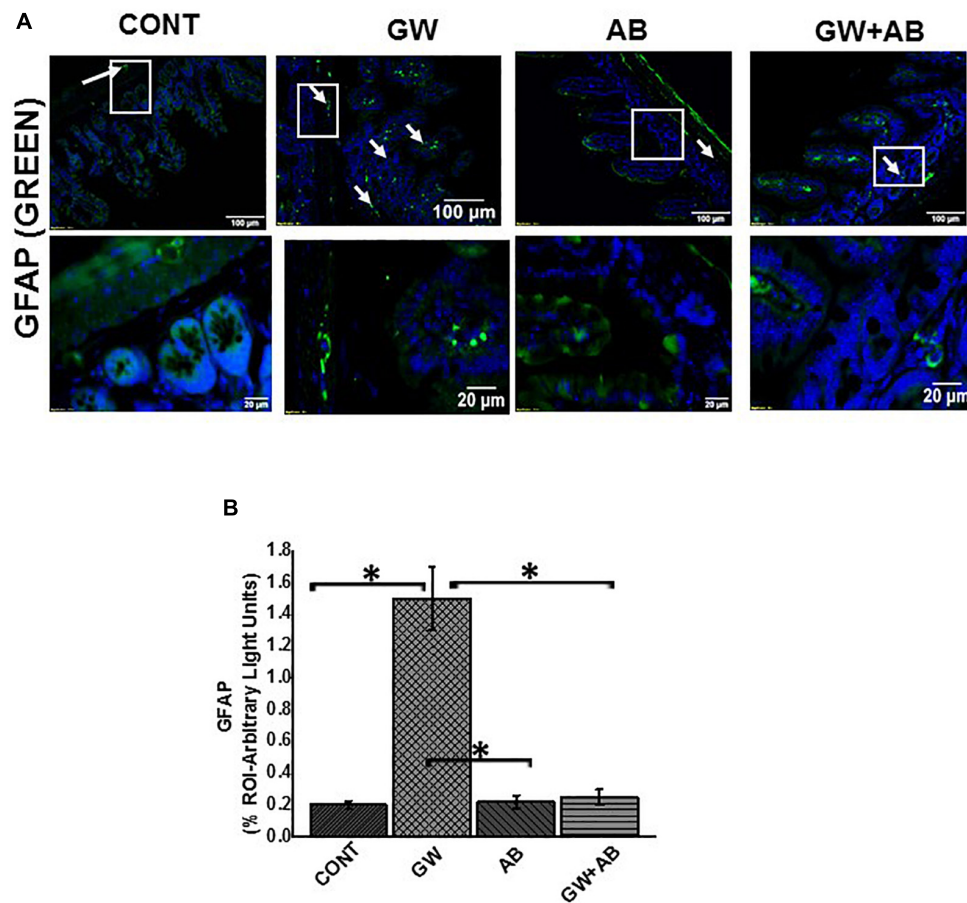 A
CONT
GW
AB
GW+AB
GFAP (GREEN)
100 µm
100 µm
100 µm
100 µm
20 µm
20 µm
20 µm
20 µm
B
GFAP
(% ROI-Arbitrary Light Units)
1.8
1.6
1.4
1.2
1.0
0.8
0.6
0.4
0.2
0.0
*
*
*
CONT
GW
AB
GW+AB